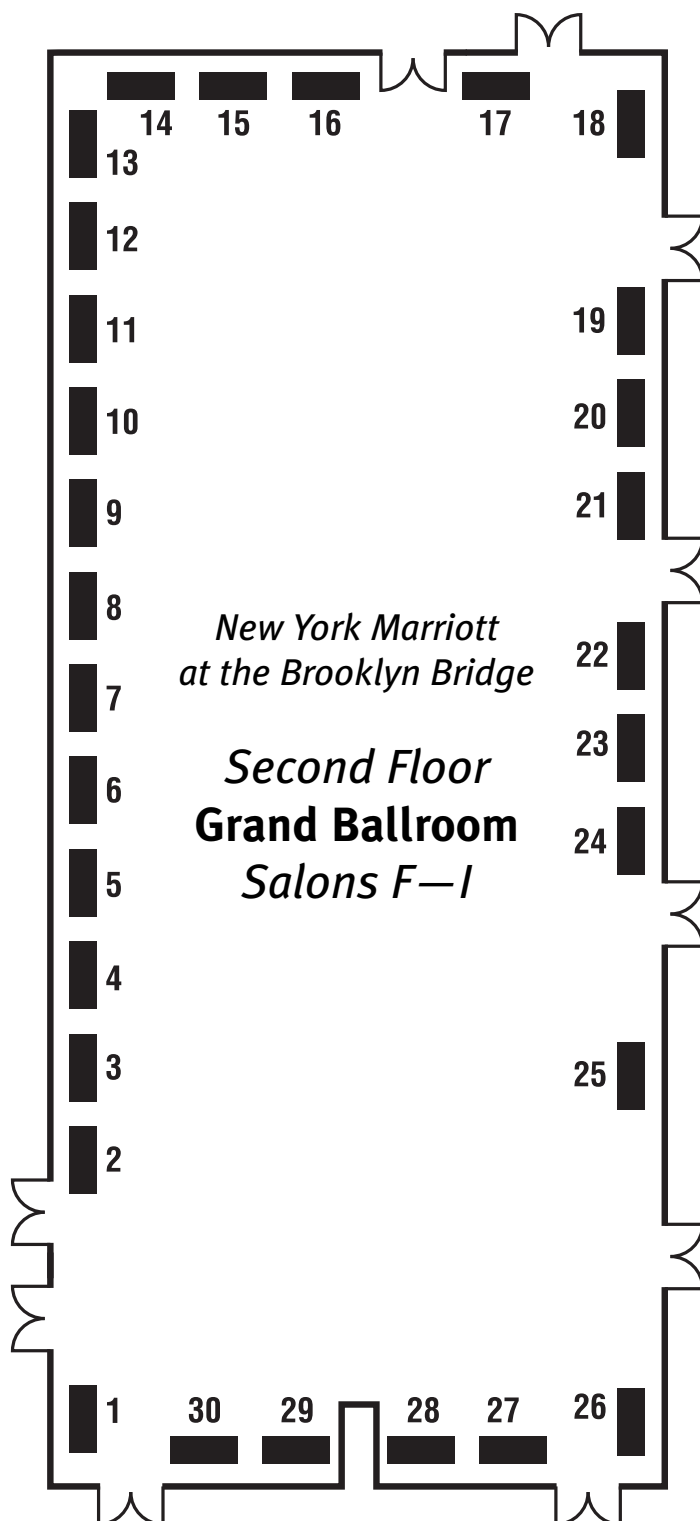 14 15 16 17 18
13
12
11
19
10
20
9
21
8
New York Marriott
at the Brooklyn Bridge
22
7
23
Second Floor
6
Grand Ballroom
24
Salons F—I
5
4
3
25
2
1 30 29 28 27 26